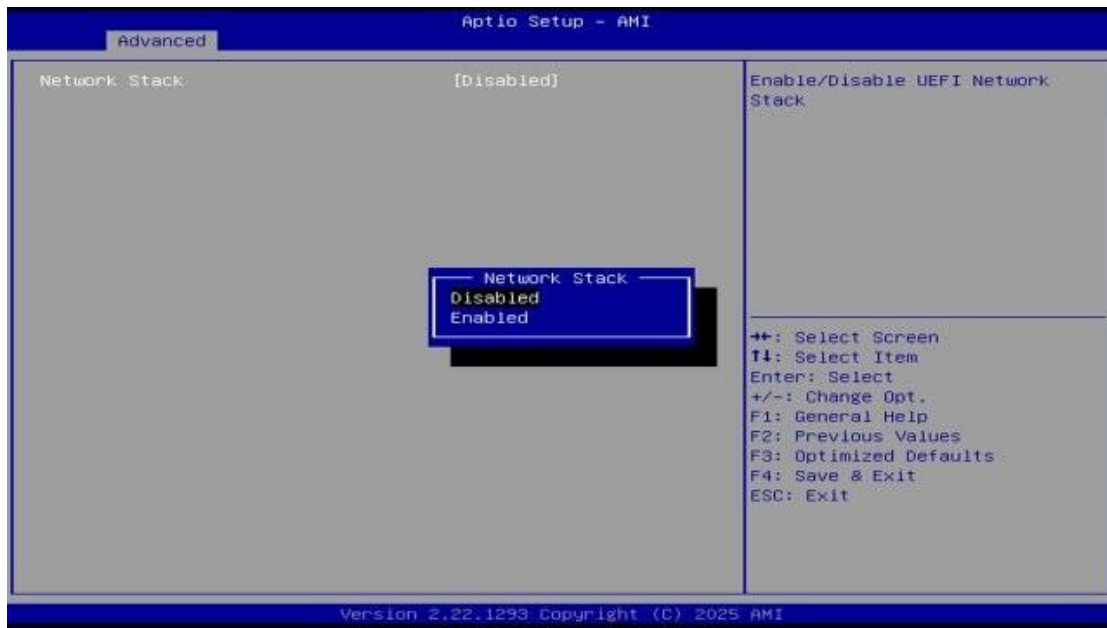 Aptio Setup – AMI
Advanced
Network Stack [Disabled]
Enable/Disable UEFI Network
Stack
Network Stack
Disabled
Enabled
→←: Select Screen
↑↓: Select Item
Enter: Select
+/-: Change Opt.
F1: General Help
F2: Previous Values
F3: Optimized Defaults
F4: Save & Exit
ESC: Exit
Version 2.22.1293 Copyright (C) 2025 AMI